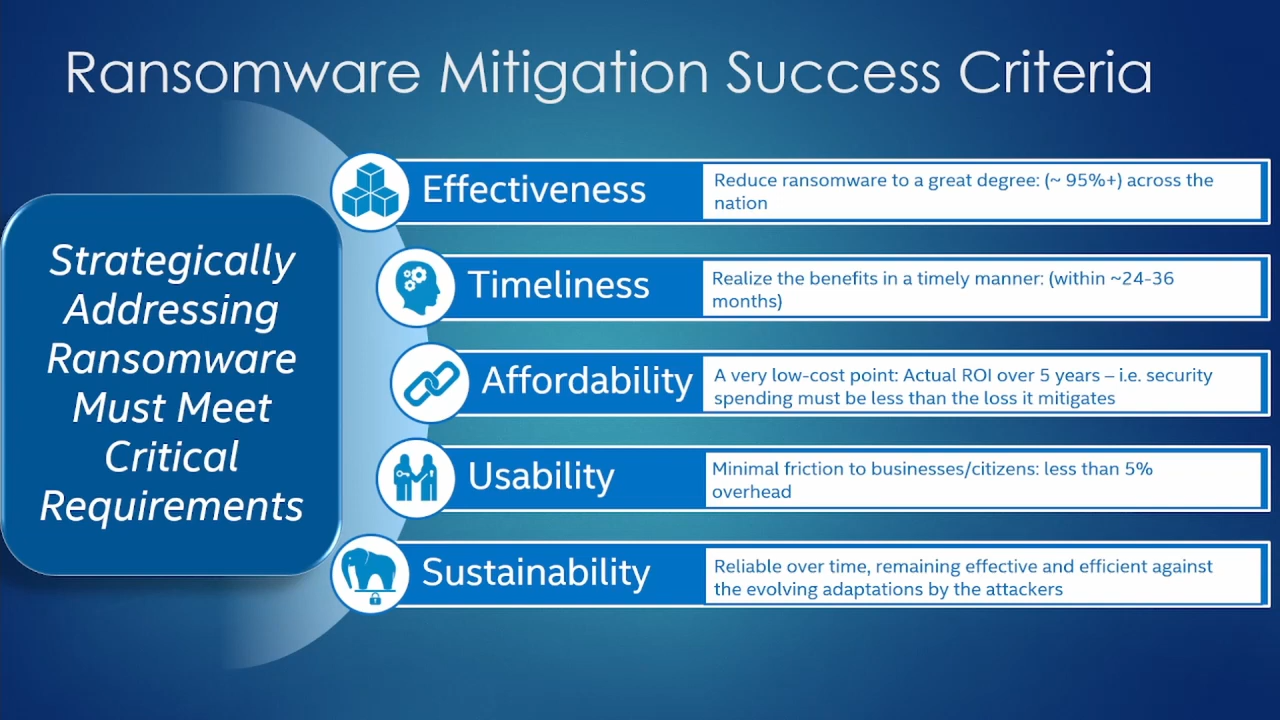 Ransomware Mitigation Success Criteria
Strategically
Addressing
Ransomware
Must Meet
Critical
Requirements
Effectiveness
Reduce ransomware to a great degree: (~ 95%+) across the
nation
Timeliness
Realize the benefits in a timely manner: (within ~24-36
months)
Affordability
A very low-cost point: Actual ROI over 5 years – i.e. security
spending must be less than the loss it mitigates
Usability
Minimal friction to businesses/citizens: less than 5%
overhead
Sustainability
Reliable over time, remaining effective and efficient against
the evolving adaptations by the attackers